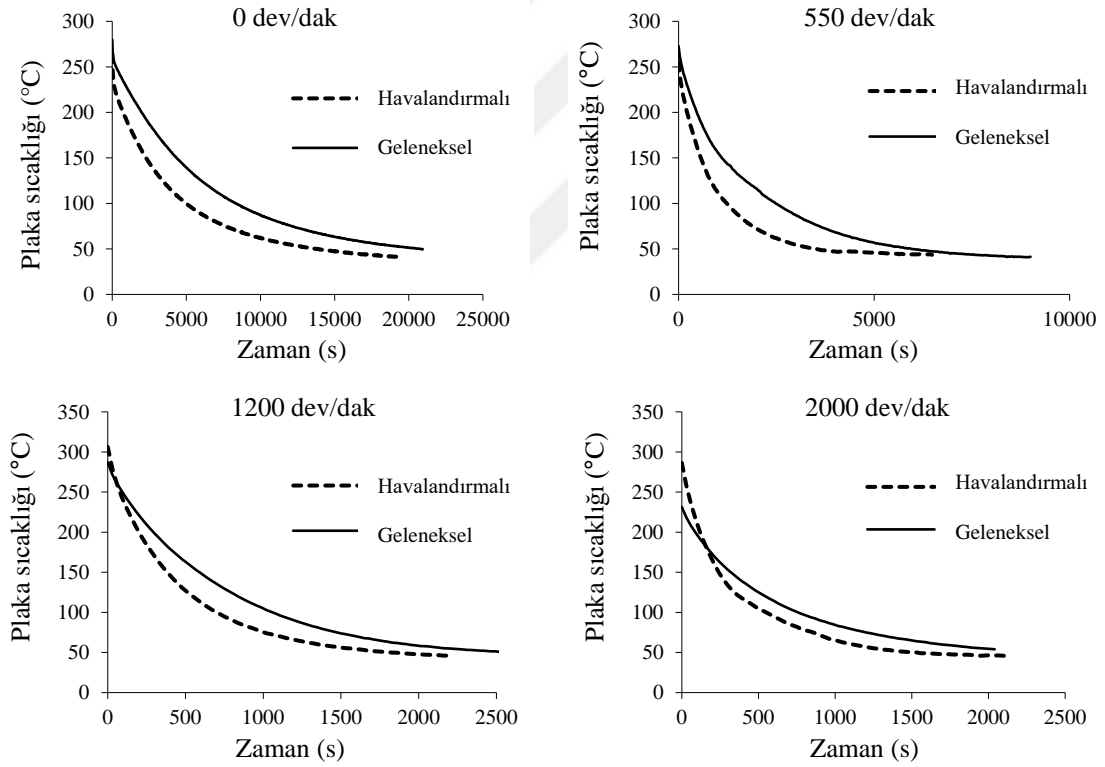 0 dev/dak
Plaka sıcaklığı (°C)
300
250
200
150
100
50
0
Havalandırmalı
Geleneksel
0 5000 10000 15000 20000 25000
Zaman (s)
550 dev/dak
Plaka sıcaklığı (°C)
300
250
200
150
100
50
0
Havalandırmalı
Geleneksel
0 5000 10000
Zaman (s)
1200 dev/dak
Plaka sıcaklığı (°C)
350
300
250
200
150
100
50
0
Havalandırmalı
Geleneksel
0 500 1000 1500 2000 2500
Zaman (s)
2000 dev/dak
Plaka sıcaklığı (°C)
350
300
250
200
150
100
50
0
Havalandırmalı
Geleneksel
0 500 1000 1500 2000 2500
Zaman (s)